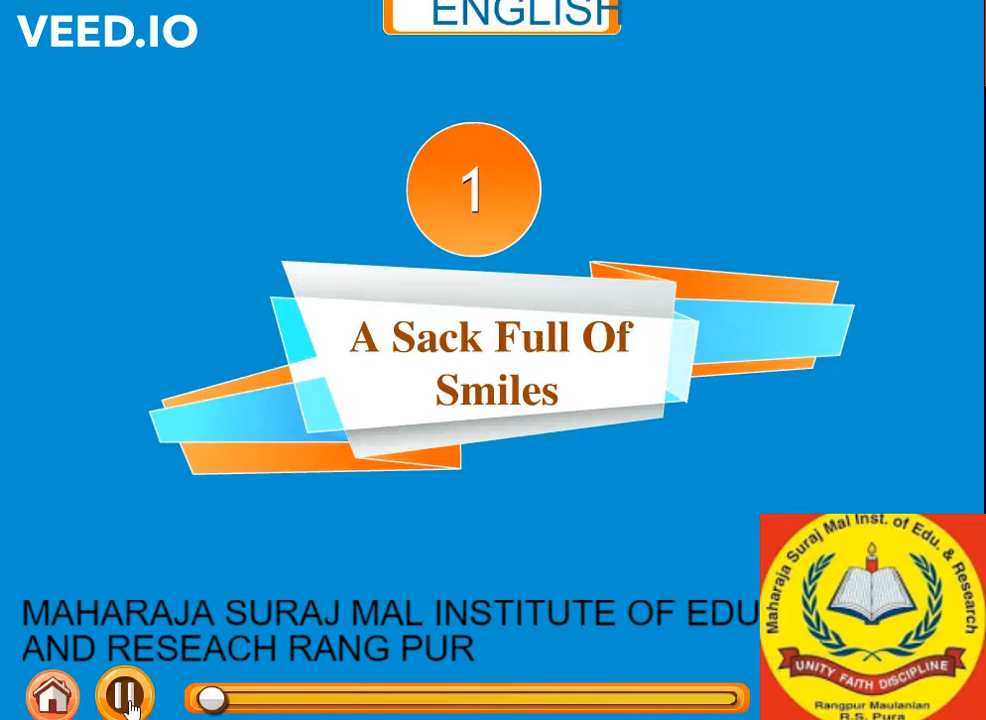 VEED.IO
ENGLISH
1
A Sack Full Of
Smiles
MAHARAJA SURAJ MAL INSTITUTE OF EDU
AND RESEACH RANG PUR
Maharaja Suraj Mal Inst. of Edu. & Research
UNITY FAITH DISCIPLINE
Rangpur Maulanian
R.S. Pura